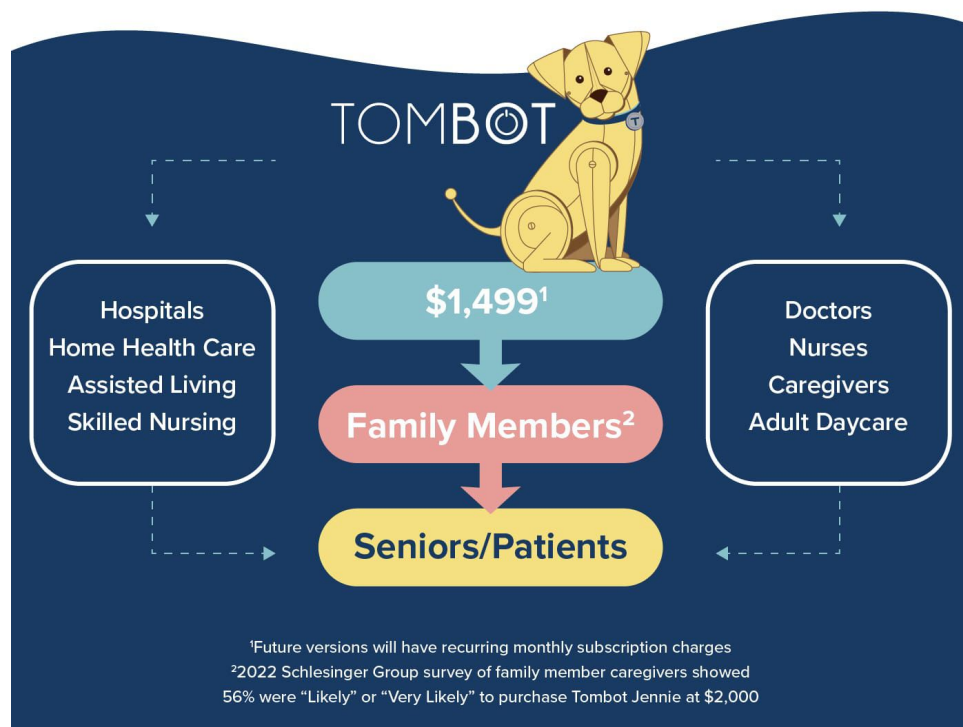 TOMBOT
T
$1,499¹
Family Members²
Seniors/Patients
Hospitals
Home Health Care
Assisted Living
Skilled Nursing
Doctors
Nurses
Caregivers
Adult Daycare
¹Future versions will have recurring monthly subscription charges
²2022 Schlesinger Group survey of family member caregivers showed
56% were “Likely” or “Very Likely” to purchase Tombot Jennie at $2,000